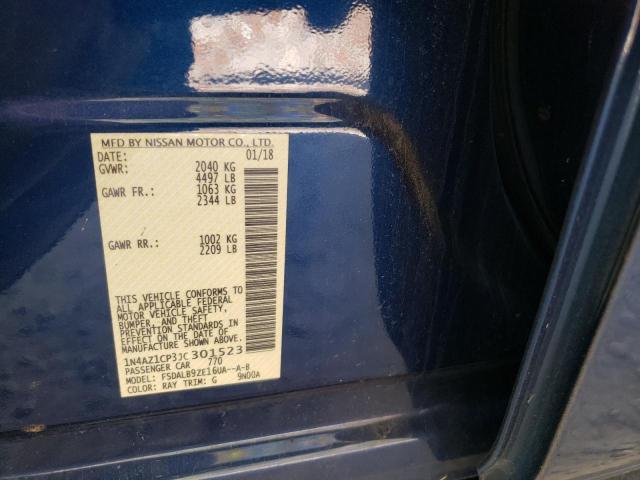 MFD BY NISSAN MOTOR CO., LTD.
DATE: 01/18
GVWR: 2040 KG
4497 LB
GAWR FR.: 1063 KG
2344 LB
GAWR RR.: 1002 KG
2209 LB
THIS VEHICLE CONFORMS TO
ALL APPLICABLE FEDERAL
MOTOR VEHICLE SAFETY,
BUMPER, AND THEFT
PREVENTION STANDARDS IN
EFFECT ON THE DATE OF
MANUFACTURE SHOWN ABOVE.
1N4AZ1CP3JC301523
PASSENGER CAR 270
MODEL: FSDALB9ZE16UA--A-B
COLOR: RAY TRIM: G 9N00A